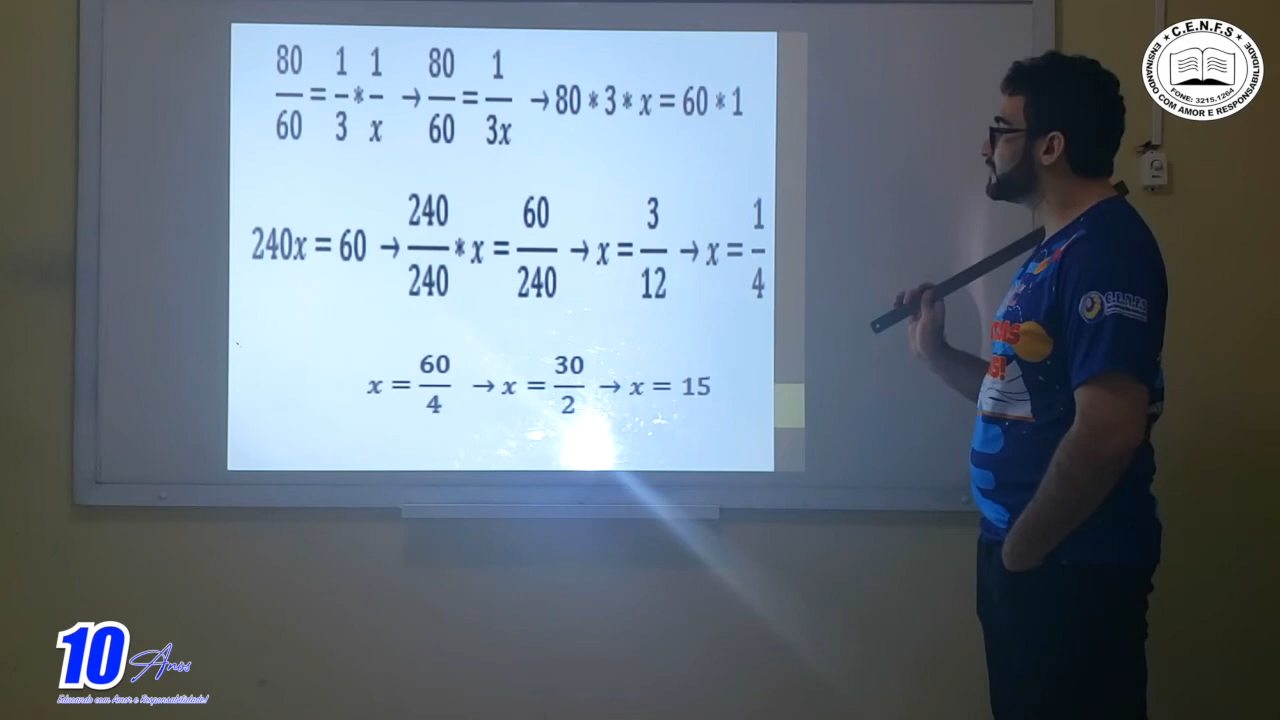 80/60 = 1/3 * 1/x → 80/60 = 1/3x → 80 * 3 * x = 60 * 1
240x = 60 → 240/240 * x = 60/240 → x = 3/12 → x = 1/4
x = 60/4 → x = 30/2 → x = 15
★ C.E.N.F.S ★
ENSINANDO COM AMOR E RESPONSABILIDADE
FONE: 3215.1264
C.E.N.F.S
10 Anos
Educando com Amor e Responsabilidade!